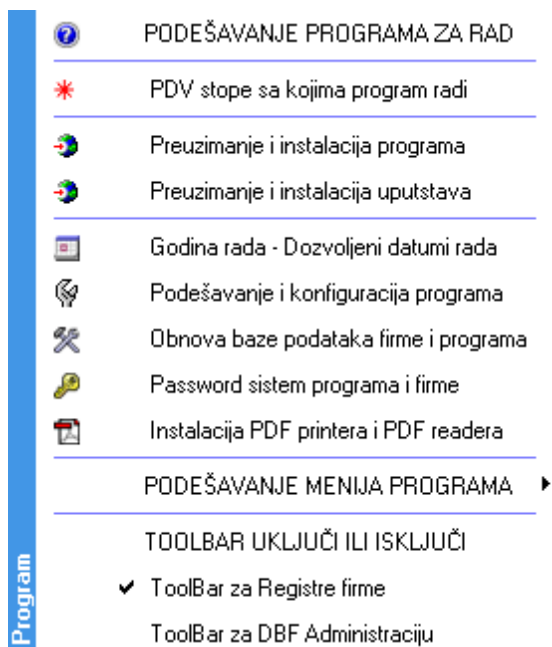 PODEŠAVANJE PROGRAMA ZA RAD
PDV stope sa kojima program radi
Preuzimanje i instalacija programa
Preuzimanje i instalacija uputstava
Godina rada - Dozvoljeni datumi rada
Podešavanje i konfiguracija programa
Obnova baze podataka firme i programa
Password sistem programa i firme
Instalacija PDF printera i PDF readera
PODEŠAVANJE MENIJA PROGRAMA
TOOLBAR UKLJUČI ILI ISKLJUČI
ToolBar za Registre firme
ToolBar za DBF Administraciju
Program